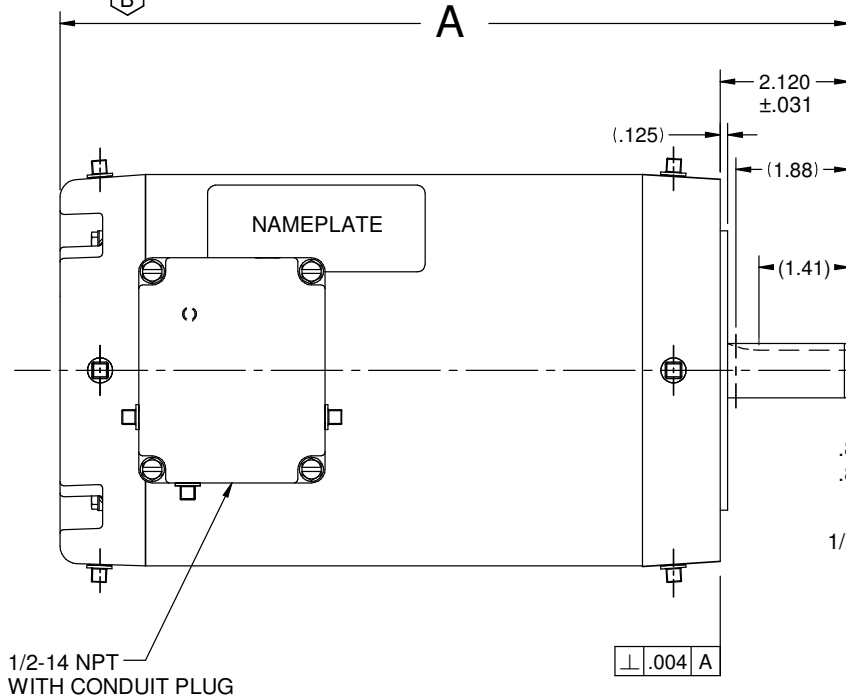 B
A
2.120
±.031
(.125)
(1.88)
NAMEPLATE
(1.41)
1/2-14 NPT
WITH CONDUIT PLUG
⊥ .004 A